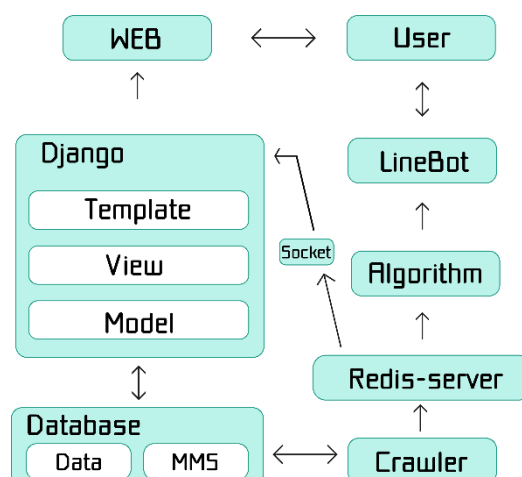 WEB
User
Django
Template
View
Model
Socket
LineBot
Algorithm
Redis-server
Database
Data
MMS
Crawler